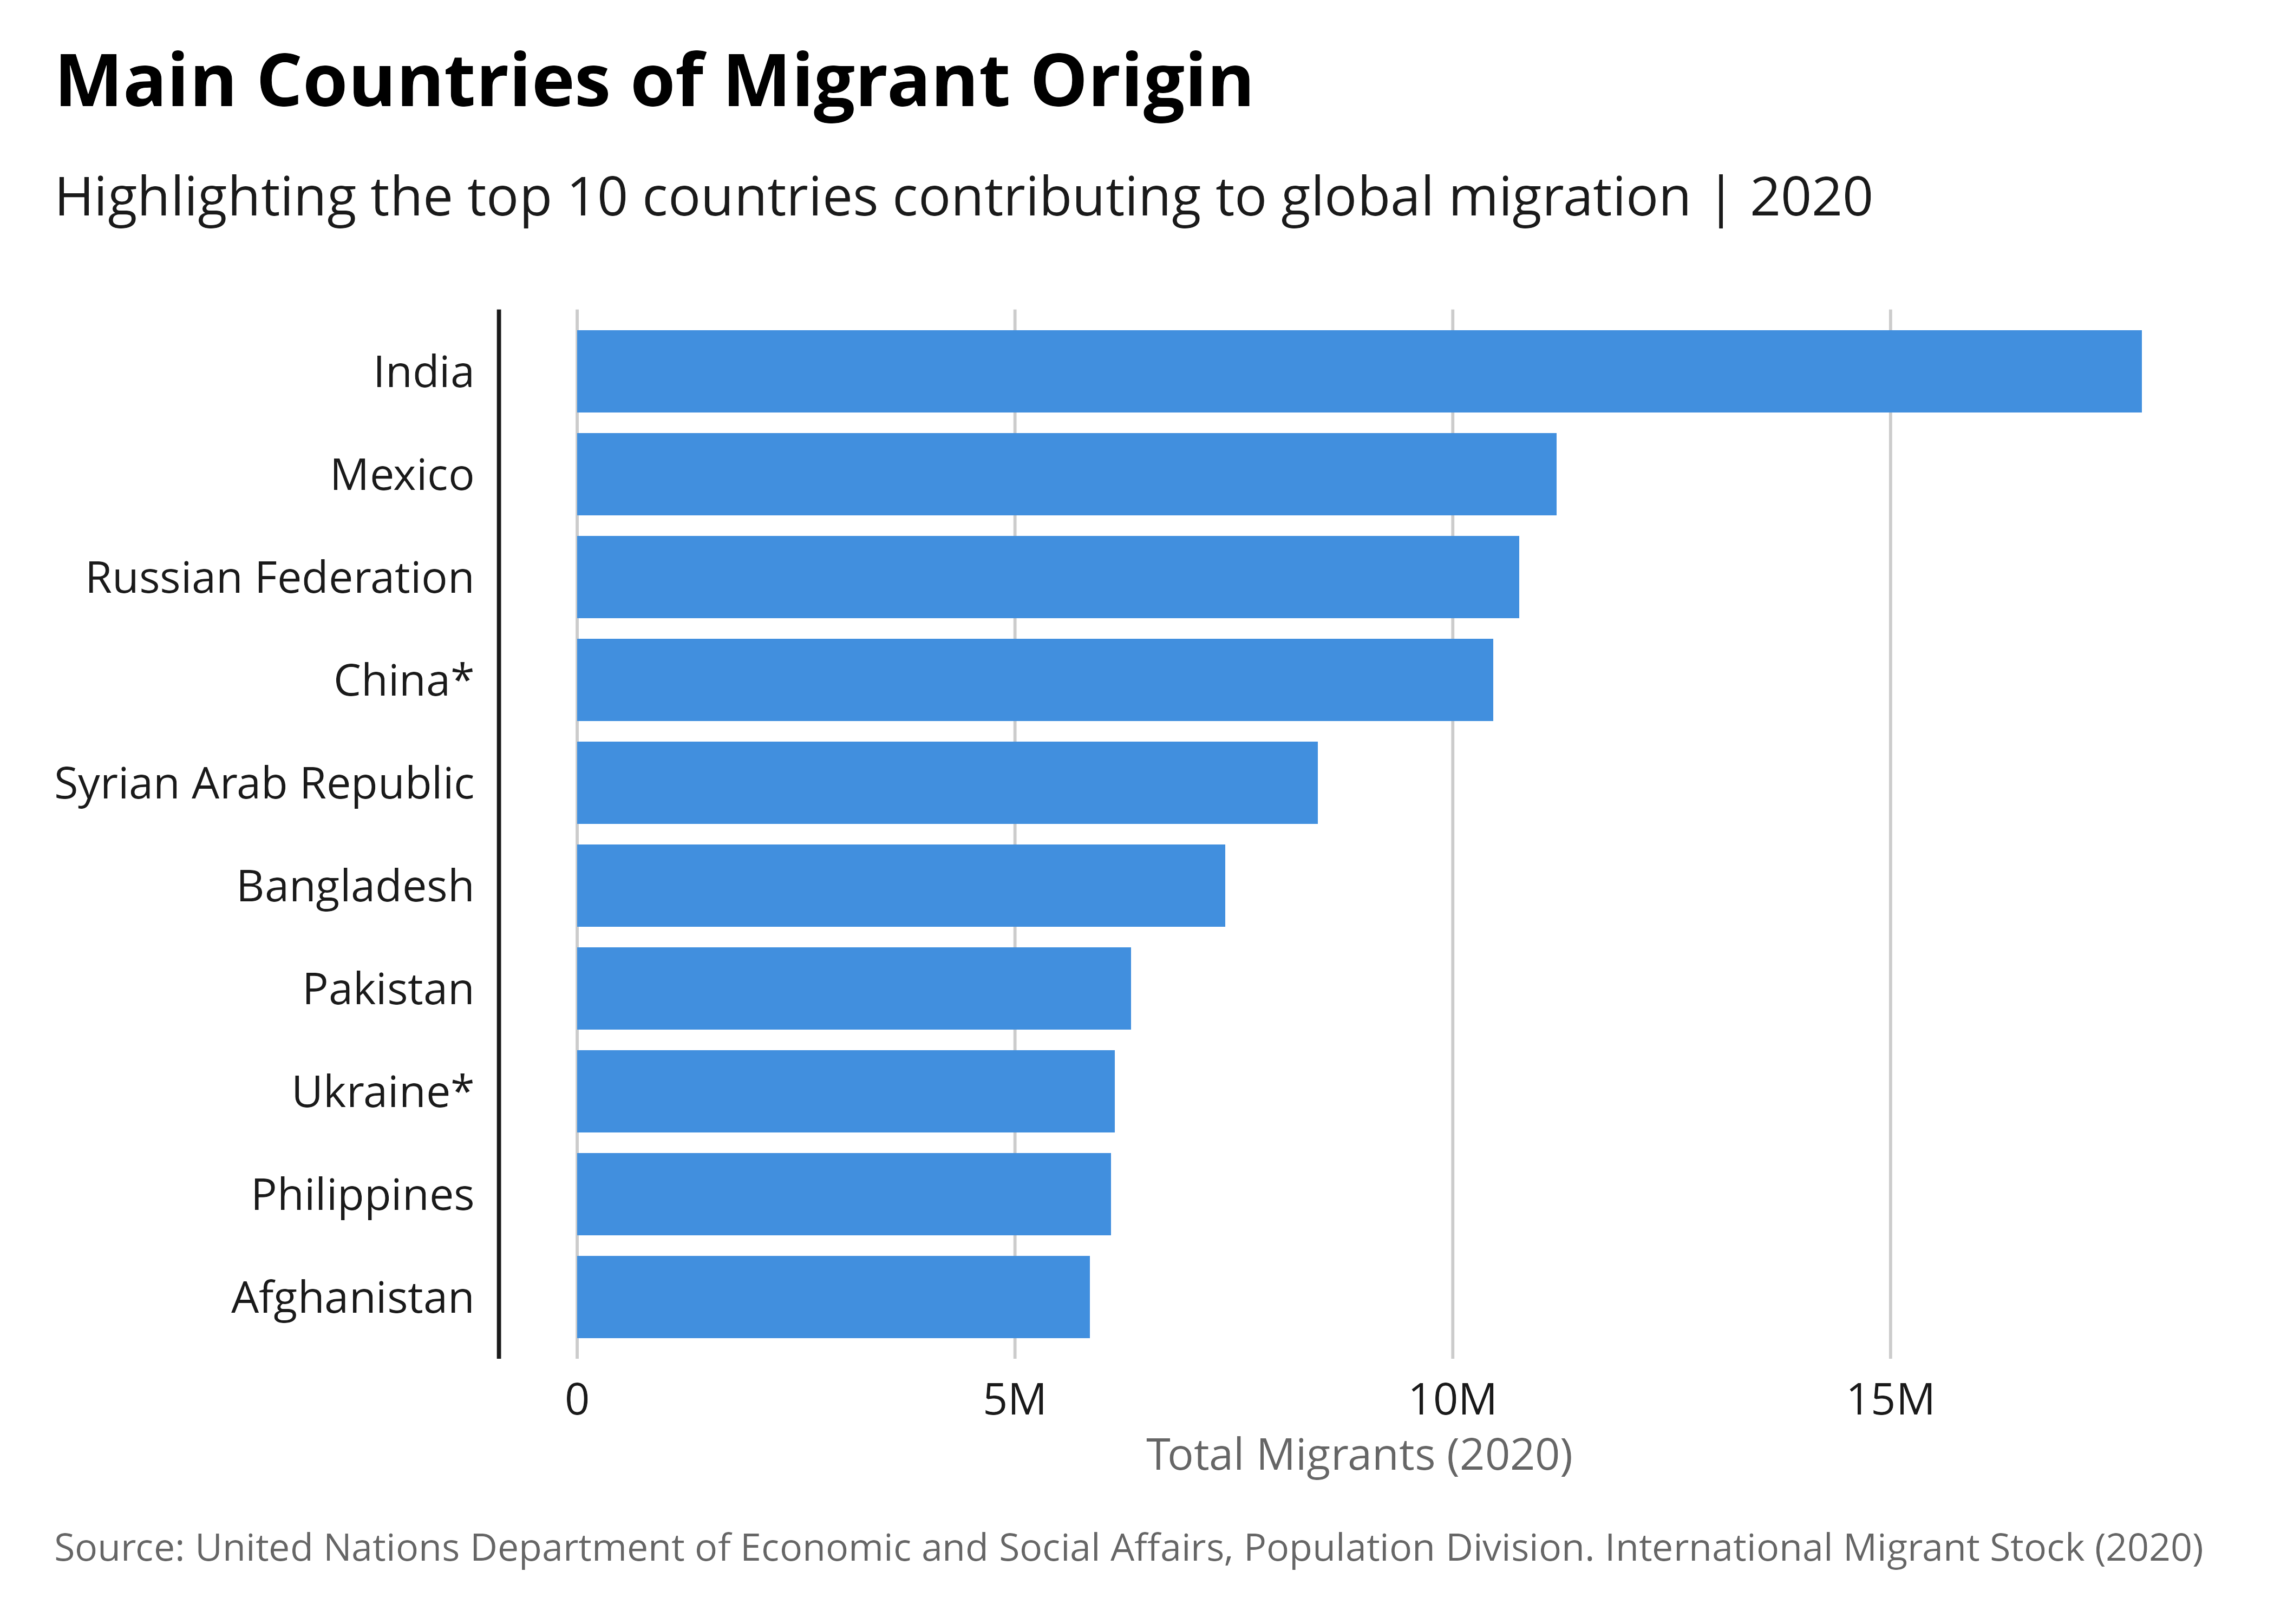 Main Countries of Migrant Origin
Highlighting the top 10 countries contributing to global migration | 2020
India
Mexico
Russian Federation
China*
Syrian Arab Republic
Bangladesh
Pakistan
Ukraine*
Philippines
Afghanistan
0 5M 10M 15M
Total Migrants (2020)
Source: United Nations Department of Economic and Social Affairs, Population Division. International Migrant Stock (2020)